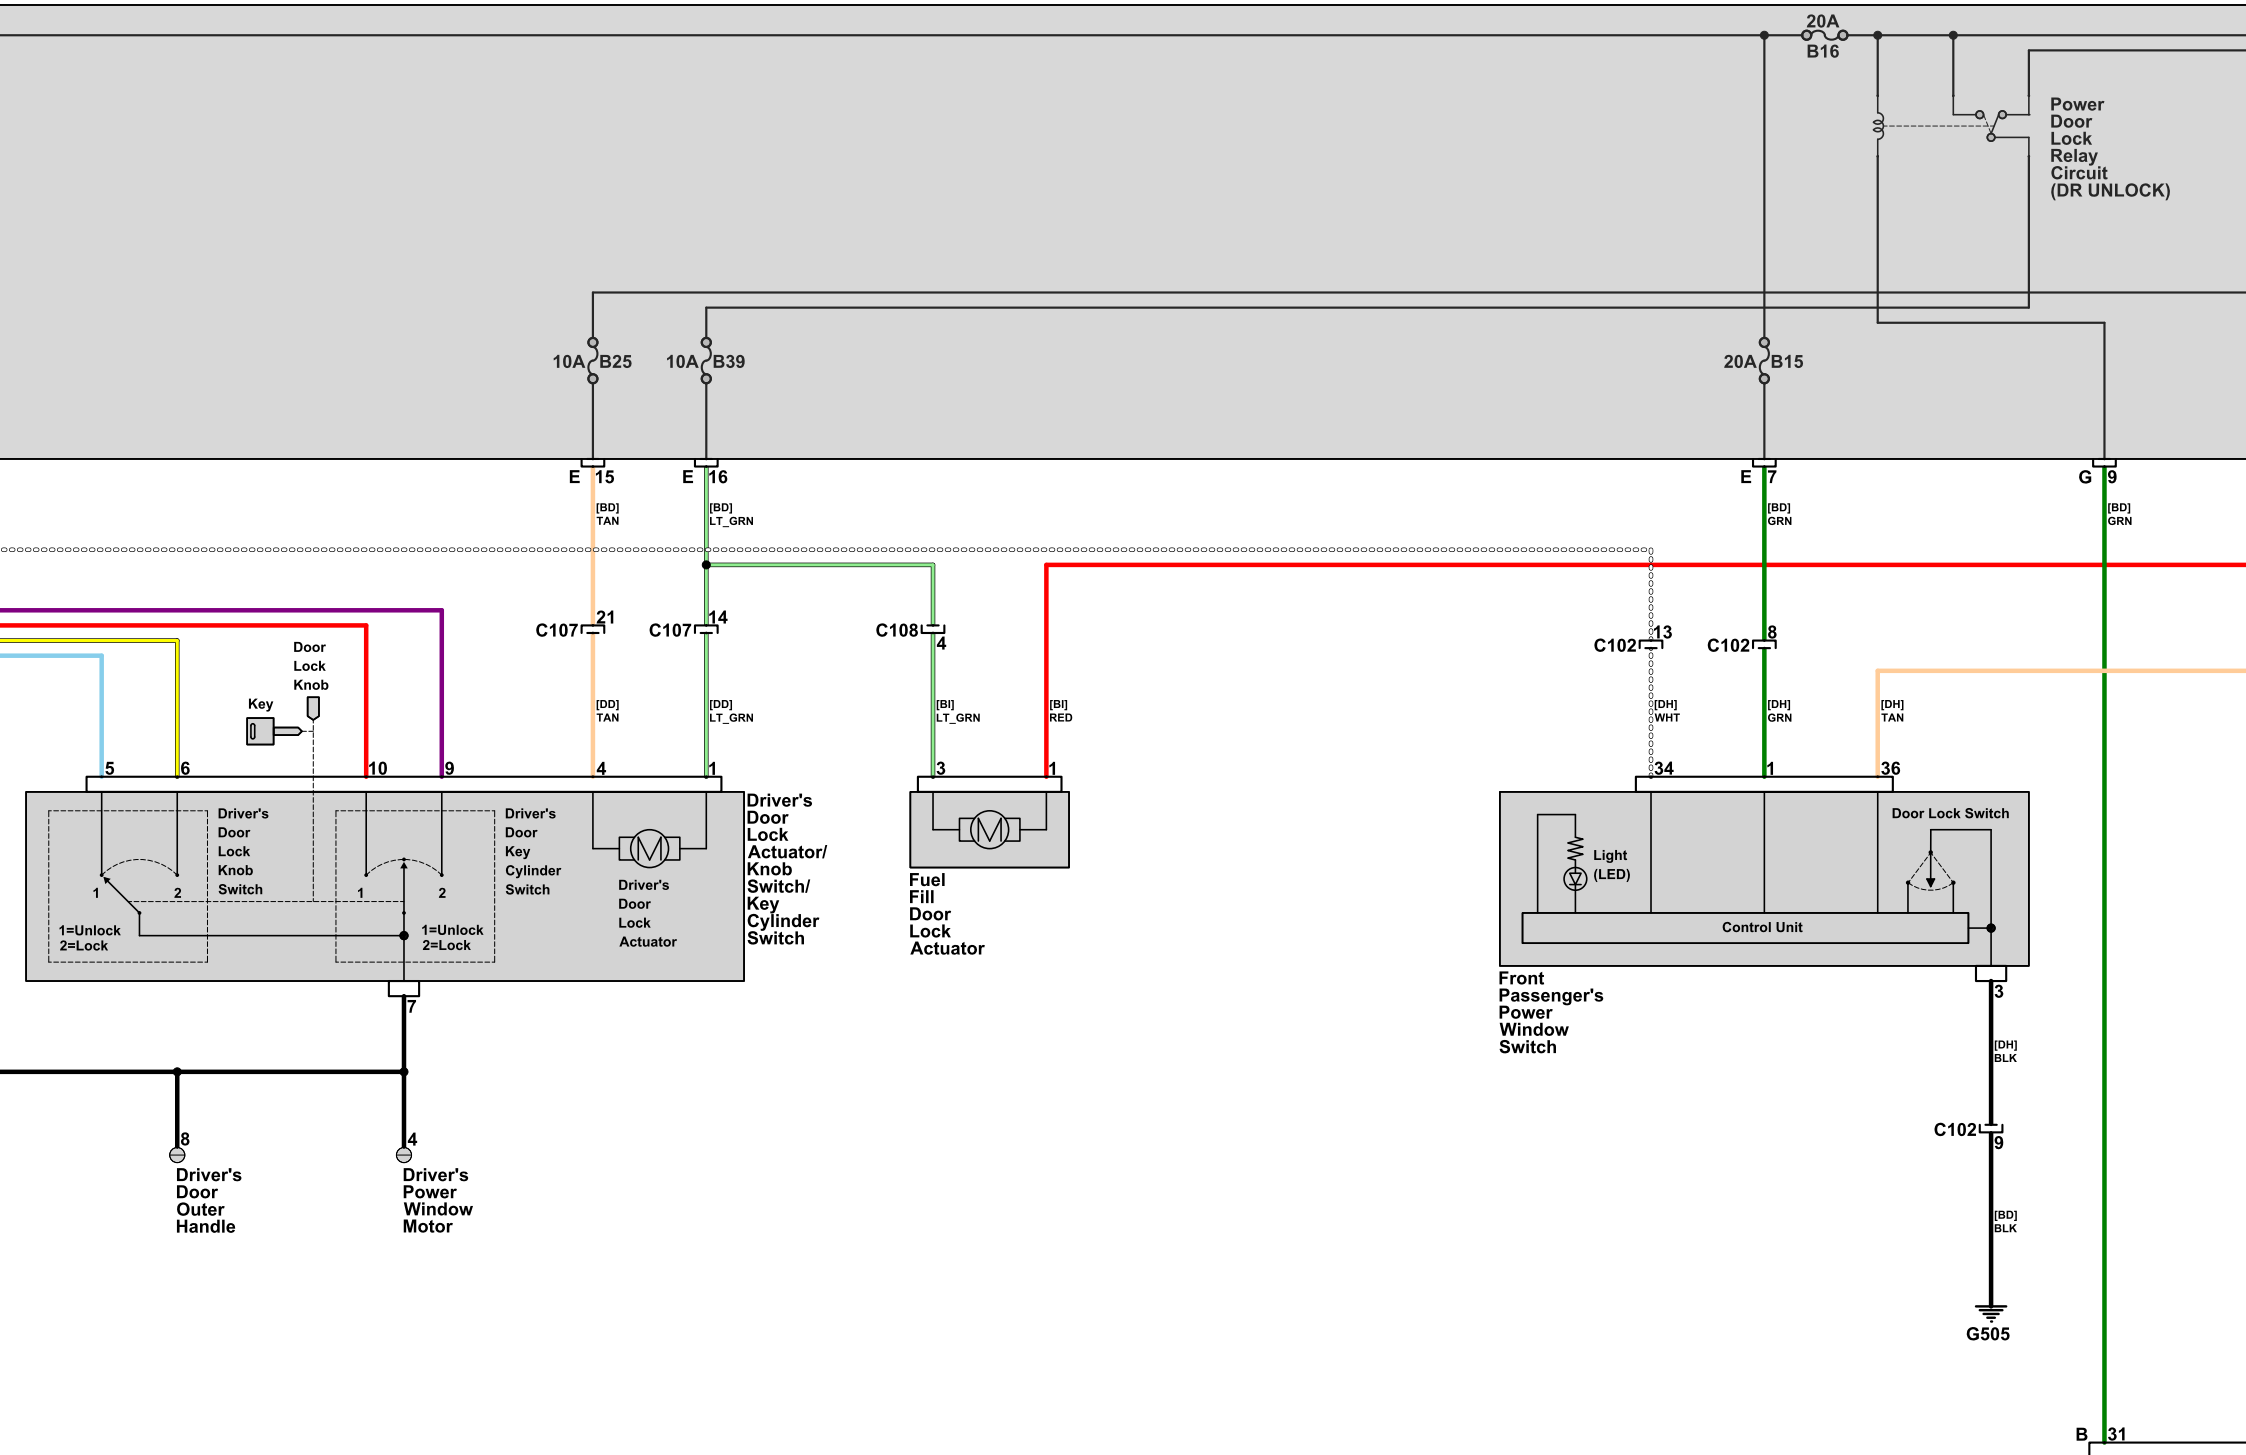 20A
B16
Power
Door
Lock
Relay
Circuit
(DR UNLOCK)
10A B25
10A B39
20A B15
E 15
E 16
E 7
G 9
[BD]
TAN
[BD]
LT_GRN
[BD]
GRN
[BD]
GRN
C107 21
C107 14
C108 4
C102 13
C102 8
Door
Lock
Knob
Key
[DD]
TAN
[DD]
LT_GRN
[BI]
LT_GRN
[BI]
RED
[DH]
WHT
[DH]
GRN
[DH]
TAN
5
6
10
9
4
1
3
1
34
1
36
Driver's
Door
Lock
Knob
Switch
1
2
1=Unlock
2=Lock
Driver's
Door
Key
Cylinder
Switch
1
2
1=Unlock
2=Lock
Driver's
Door
Lock
Actuator
Driver's
Door
Lock
Actuator/
Knob
Switch/
Key
Cylinder
Switch
Fuel
Fill
Door
Lock
Actuator
Light
(LED)
Door Lock Switch
Control Unit
Front
Passenger's
Power
Window
Switch
7
3
[DH]
BLK
C102
9
[BD]
BLK
G505
8
Driver's
Door
Outer
Handle
4
Driver's
Power
Window
Motor
B 31